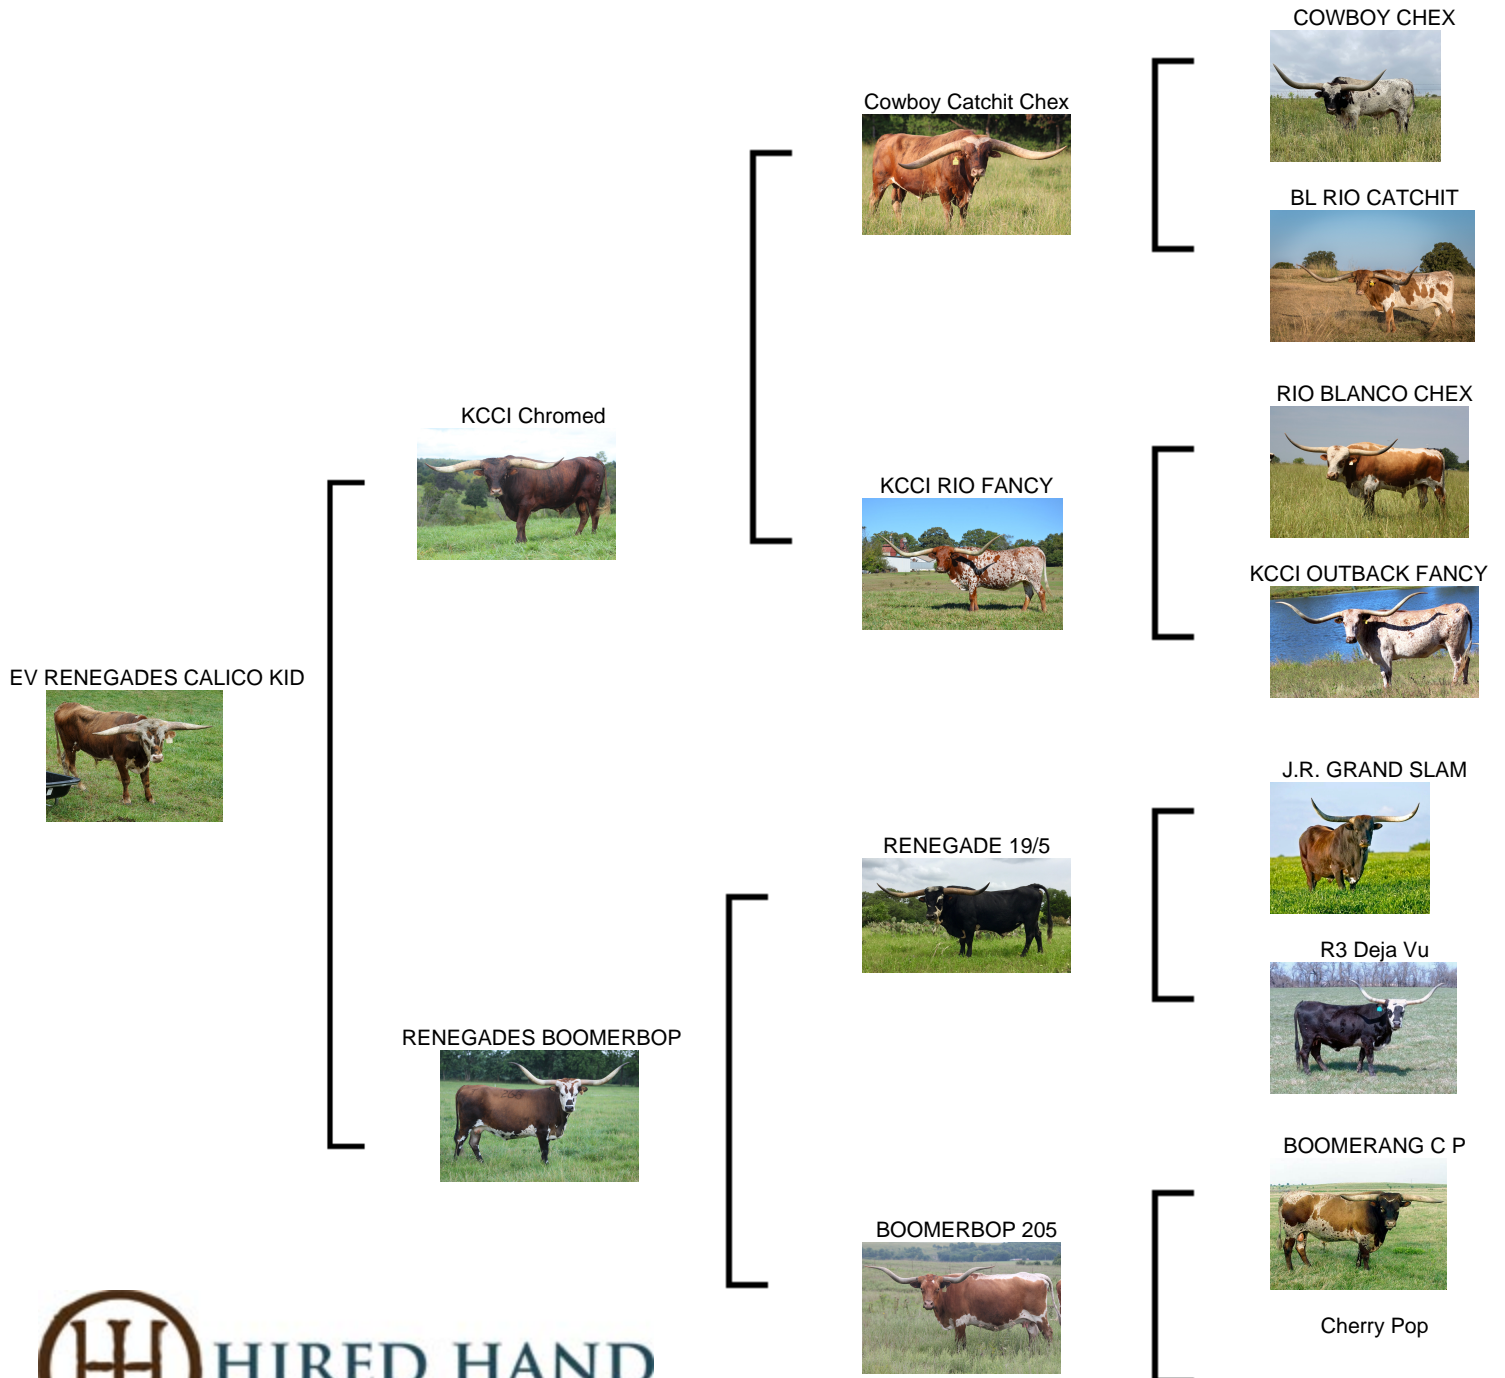 COWBOY CHEX
Cowboy Catchit Chex
BL RIO CATCHIT
KCCI Chromed
RIO BLANCO CHEX
KCCI RIO FANCY
KCCI OUTBACK FANCY
EV RENEGADES CALICO KID
J.R. GRAND SLAM
RENEGADE 19/5
R3 Deja Vu
RENEGADES BOOMERBOP
BOOMERANG C P
BOOMERBOP 205
Cherry Pop
HIRED HAND